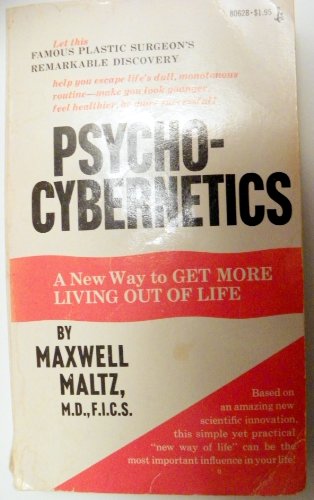 80628·$1.95
Let this
FAMOUS PLASTIC SURGEON'S
REMARKABLE DISCOVERY
help you escape life's dull, monotonous
routine—make you look younger,
feel healthier, be more successful!
PSYCHO-
CYBERNETICS
A New Way to GET MORE
LIVING OUT OF LIFE
BY
MAXWELL
MALTZ,
M.D., F.I.C.S.
Based on
an amazing new
scientific innovation,
this simple yet practical
"new way of life" can be the
most important influence in your life!